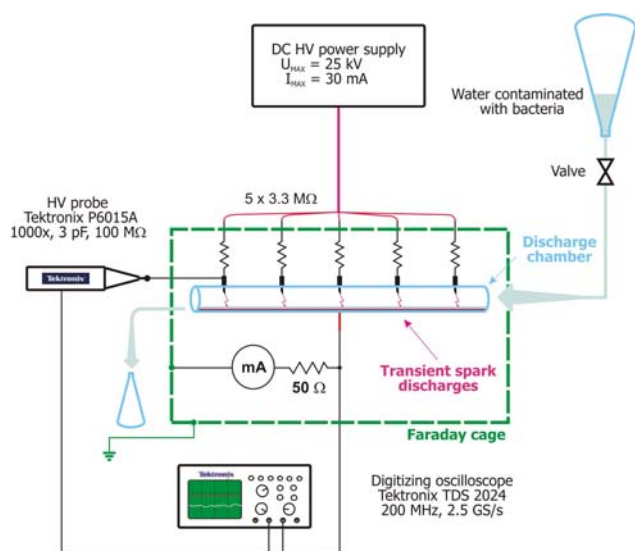 DC HV power supply
UMAX = 25 kV
IMAX = 30 mA
Water contaminated
with bacteria
Valve
HV probe
Tektronix P6015A
1000x, 3 pF, 100 MΩ
5 x 3.3 MΩ
Discharge
chamber
Tektronix
mA
50 Ω
Transient spark
discharges
Faraday cage
Tektronix
Digitizing oscilloscope
Tektronix TDS 2024
200 MHz, 2.5 GS/s